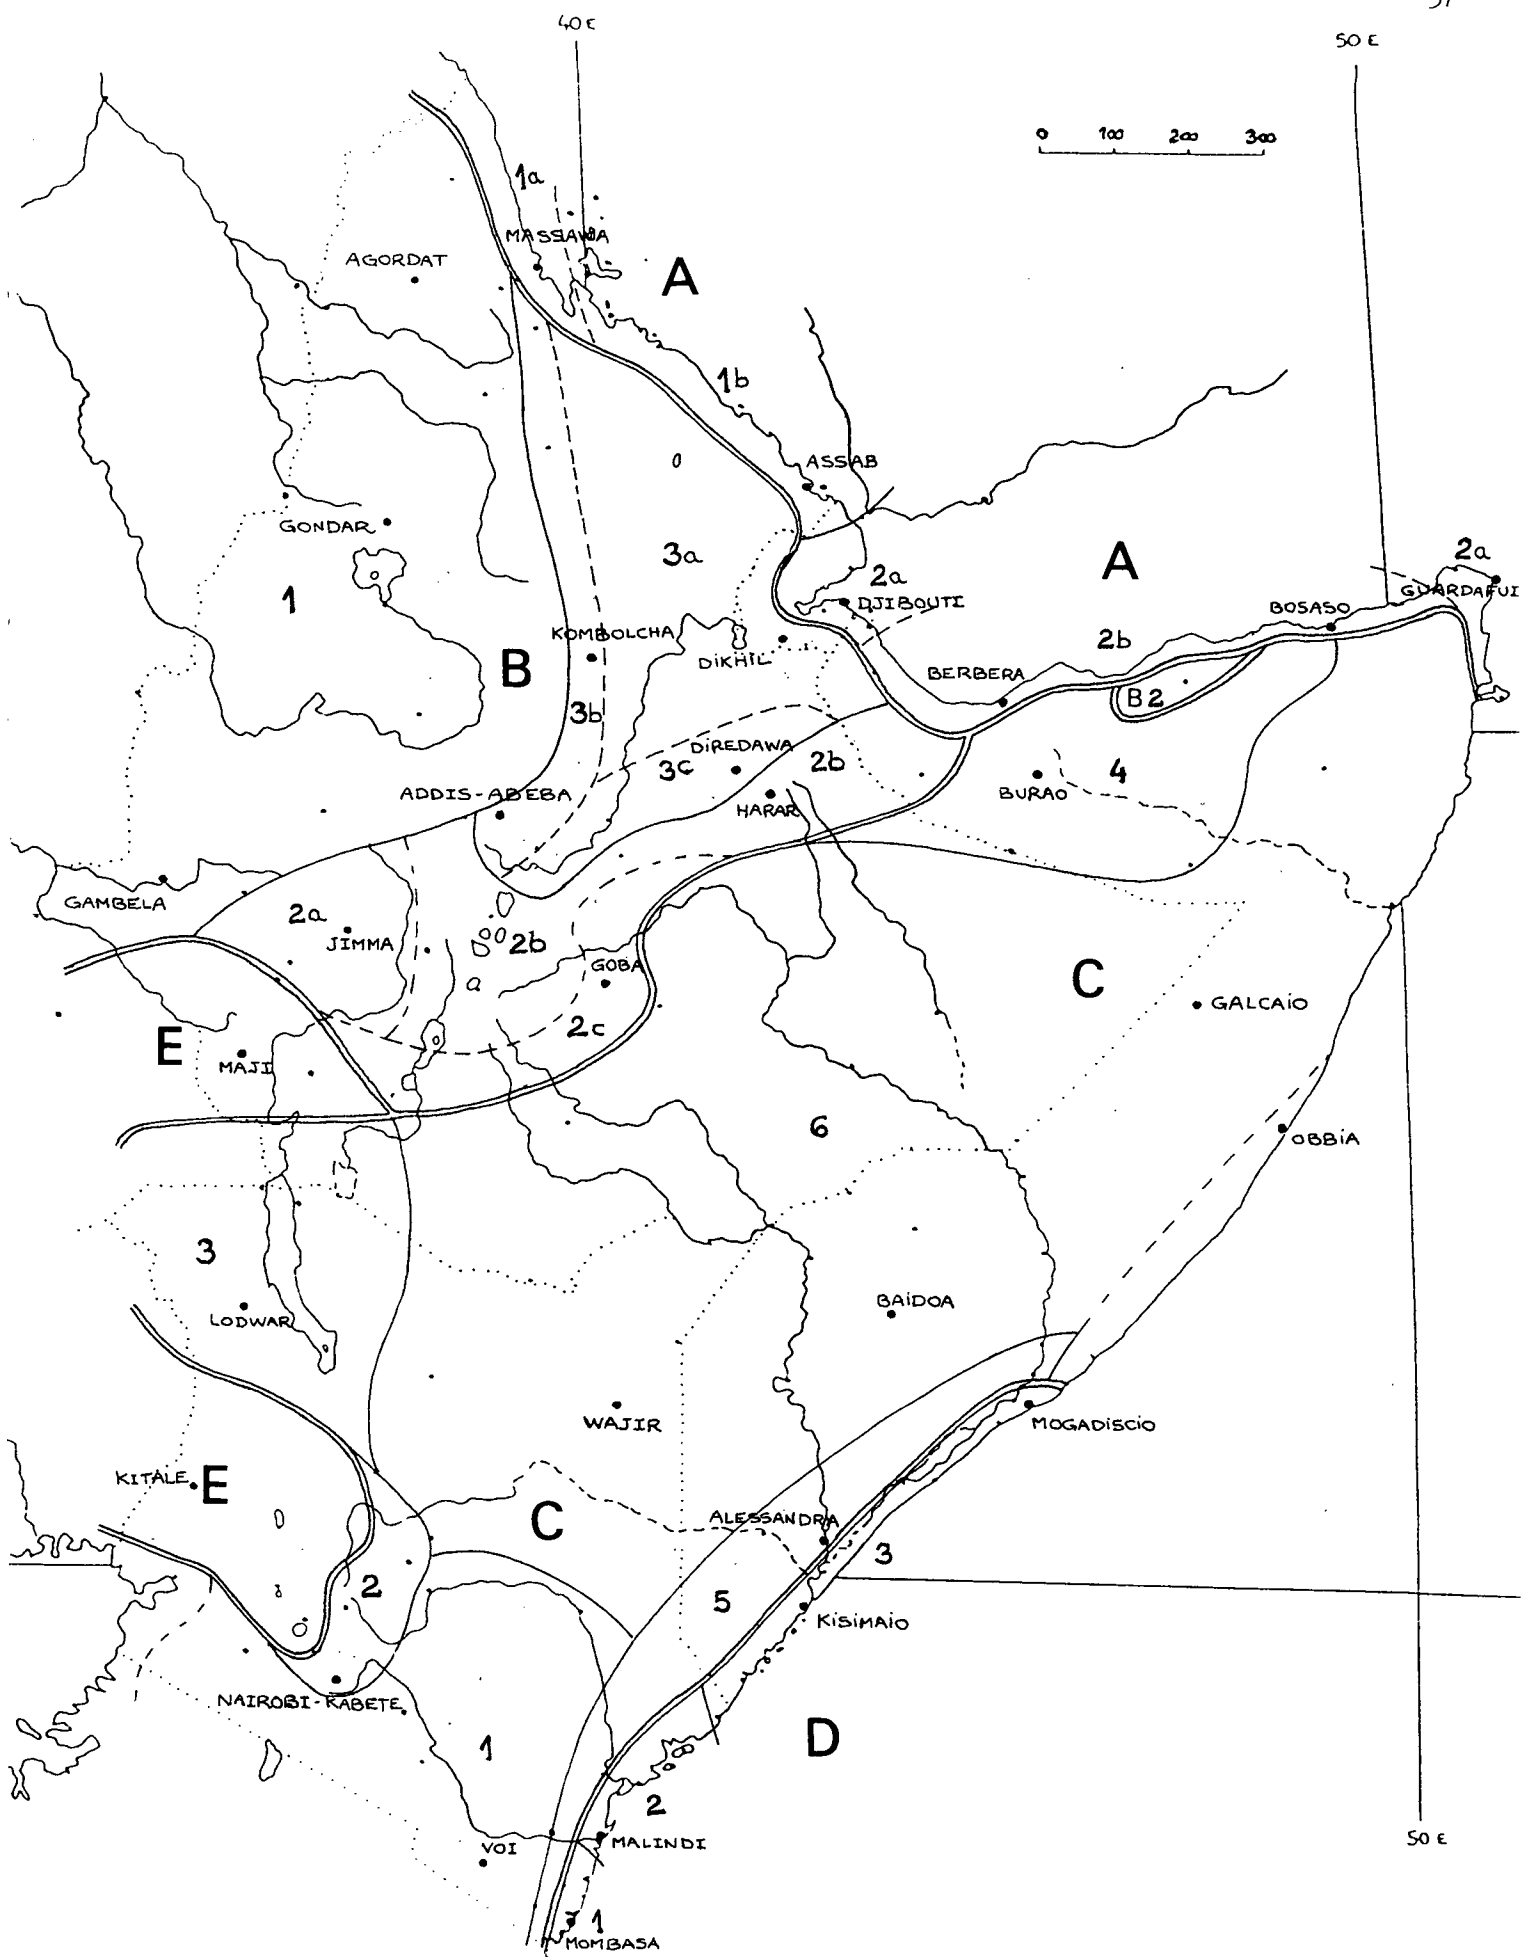 40 E
50 E
0 100 200 300
1a
MASSAWA
AGORDAT
A
1b
ASSAB
GONDAR
3a
A
2a
2a
DJIBOUTI
GUARDAFUI
1
BOSASO
KOMBOLCHA
2b
B
DIKHIL
BERBERA
B2
3b
DIREDAWA
3c
2b
4
ADDIS-ABEBA
BURAO
HARAR
GAMBELA
2a
JIMMA
2b
GOBA
C
GALCAIO
2c
E
MAJI
6
OBBIA
3
BAIDOA
LODWAR
WAJIR
MOGADISCIO
KITALE
E
C
ALESSANDRA
3
2
5
KISIMAIO
NAIROBI-KABETE
D
1
2
50 E
MALINDI
VOI
1
MOMBASA